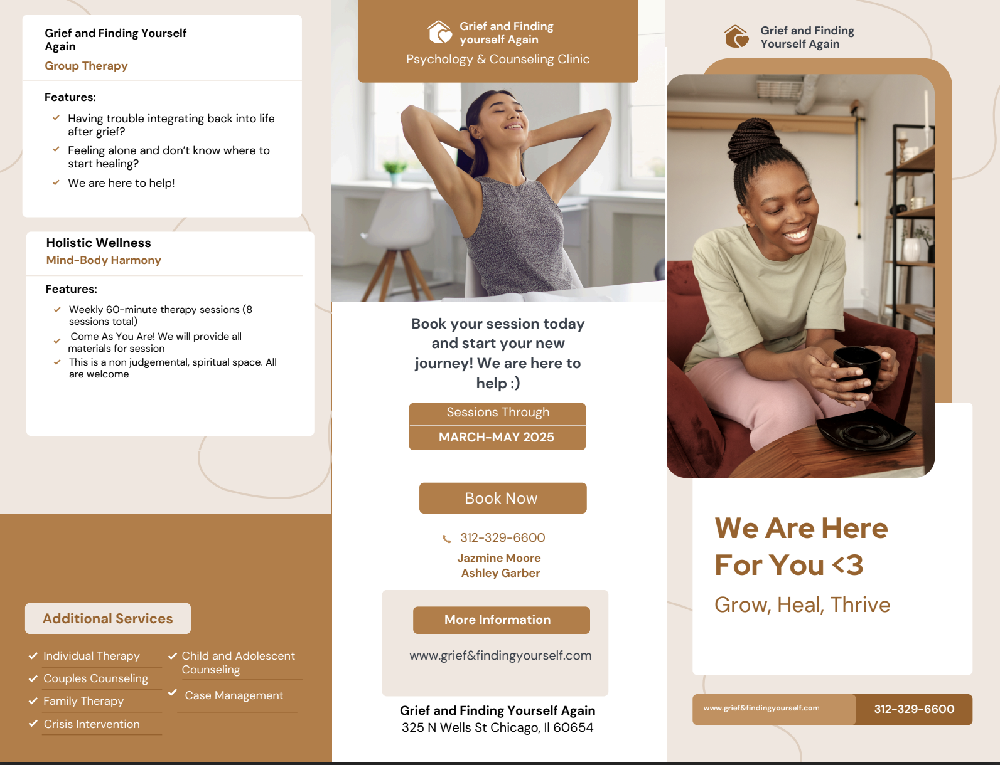 Grief and Finding Yourself
Again
Group Therapy
Features:
Having trouble integrating back into life
after grief?
Feeling alone and don't know where to
start healing?
We are here to help!
Holistic Wellness
Mind-Body Harmony
Features:
Weekly 60-minute therapy sessions (8
sessions total)
Come As You Are! We will provide all
materials for session
This is a non judgemental, spiritual space. All
are welcome
Additional Services
Individual Therapy
Couples Counseling
Family Therapy
Crisis Intervention
Child and Adolescent
Counseling
Case Management
Grief and Finding
yourself Again
Psychology & Counseling Clinic
Book your session today
and start your new
journey! We are here to
help :)
Sessions Through
MARCH-MAY 2025
Book Now
312-329-6600
Jazmine Moore
Ashley Garber
More Information
www.grief&findingyourself.com
Grief and Finding Yourself Again
325 N Wells St Chicago, Il 60654
Grief and Finding
Yourself Again
We Are Here
For You <3
Grow, Heal, Thrive
www.grief&findingyourself.com
312-329-6600